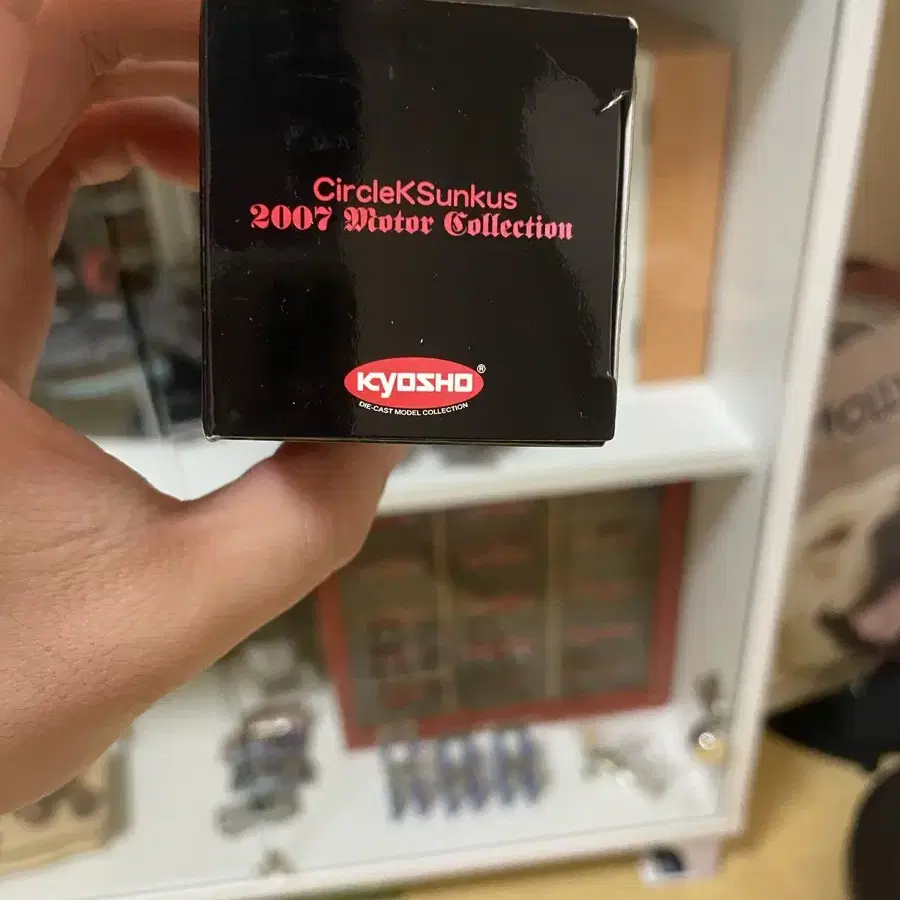 CircleKSunkus
2007 Motor Collection
KYOSHO®
DIE-CAST MODEL COLLECTION